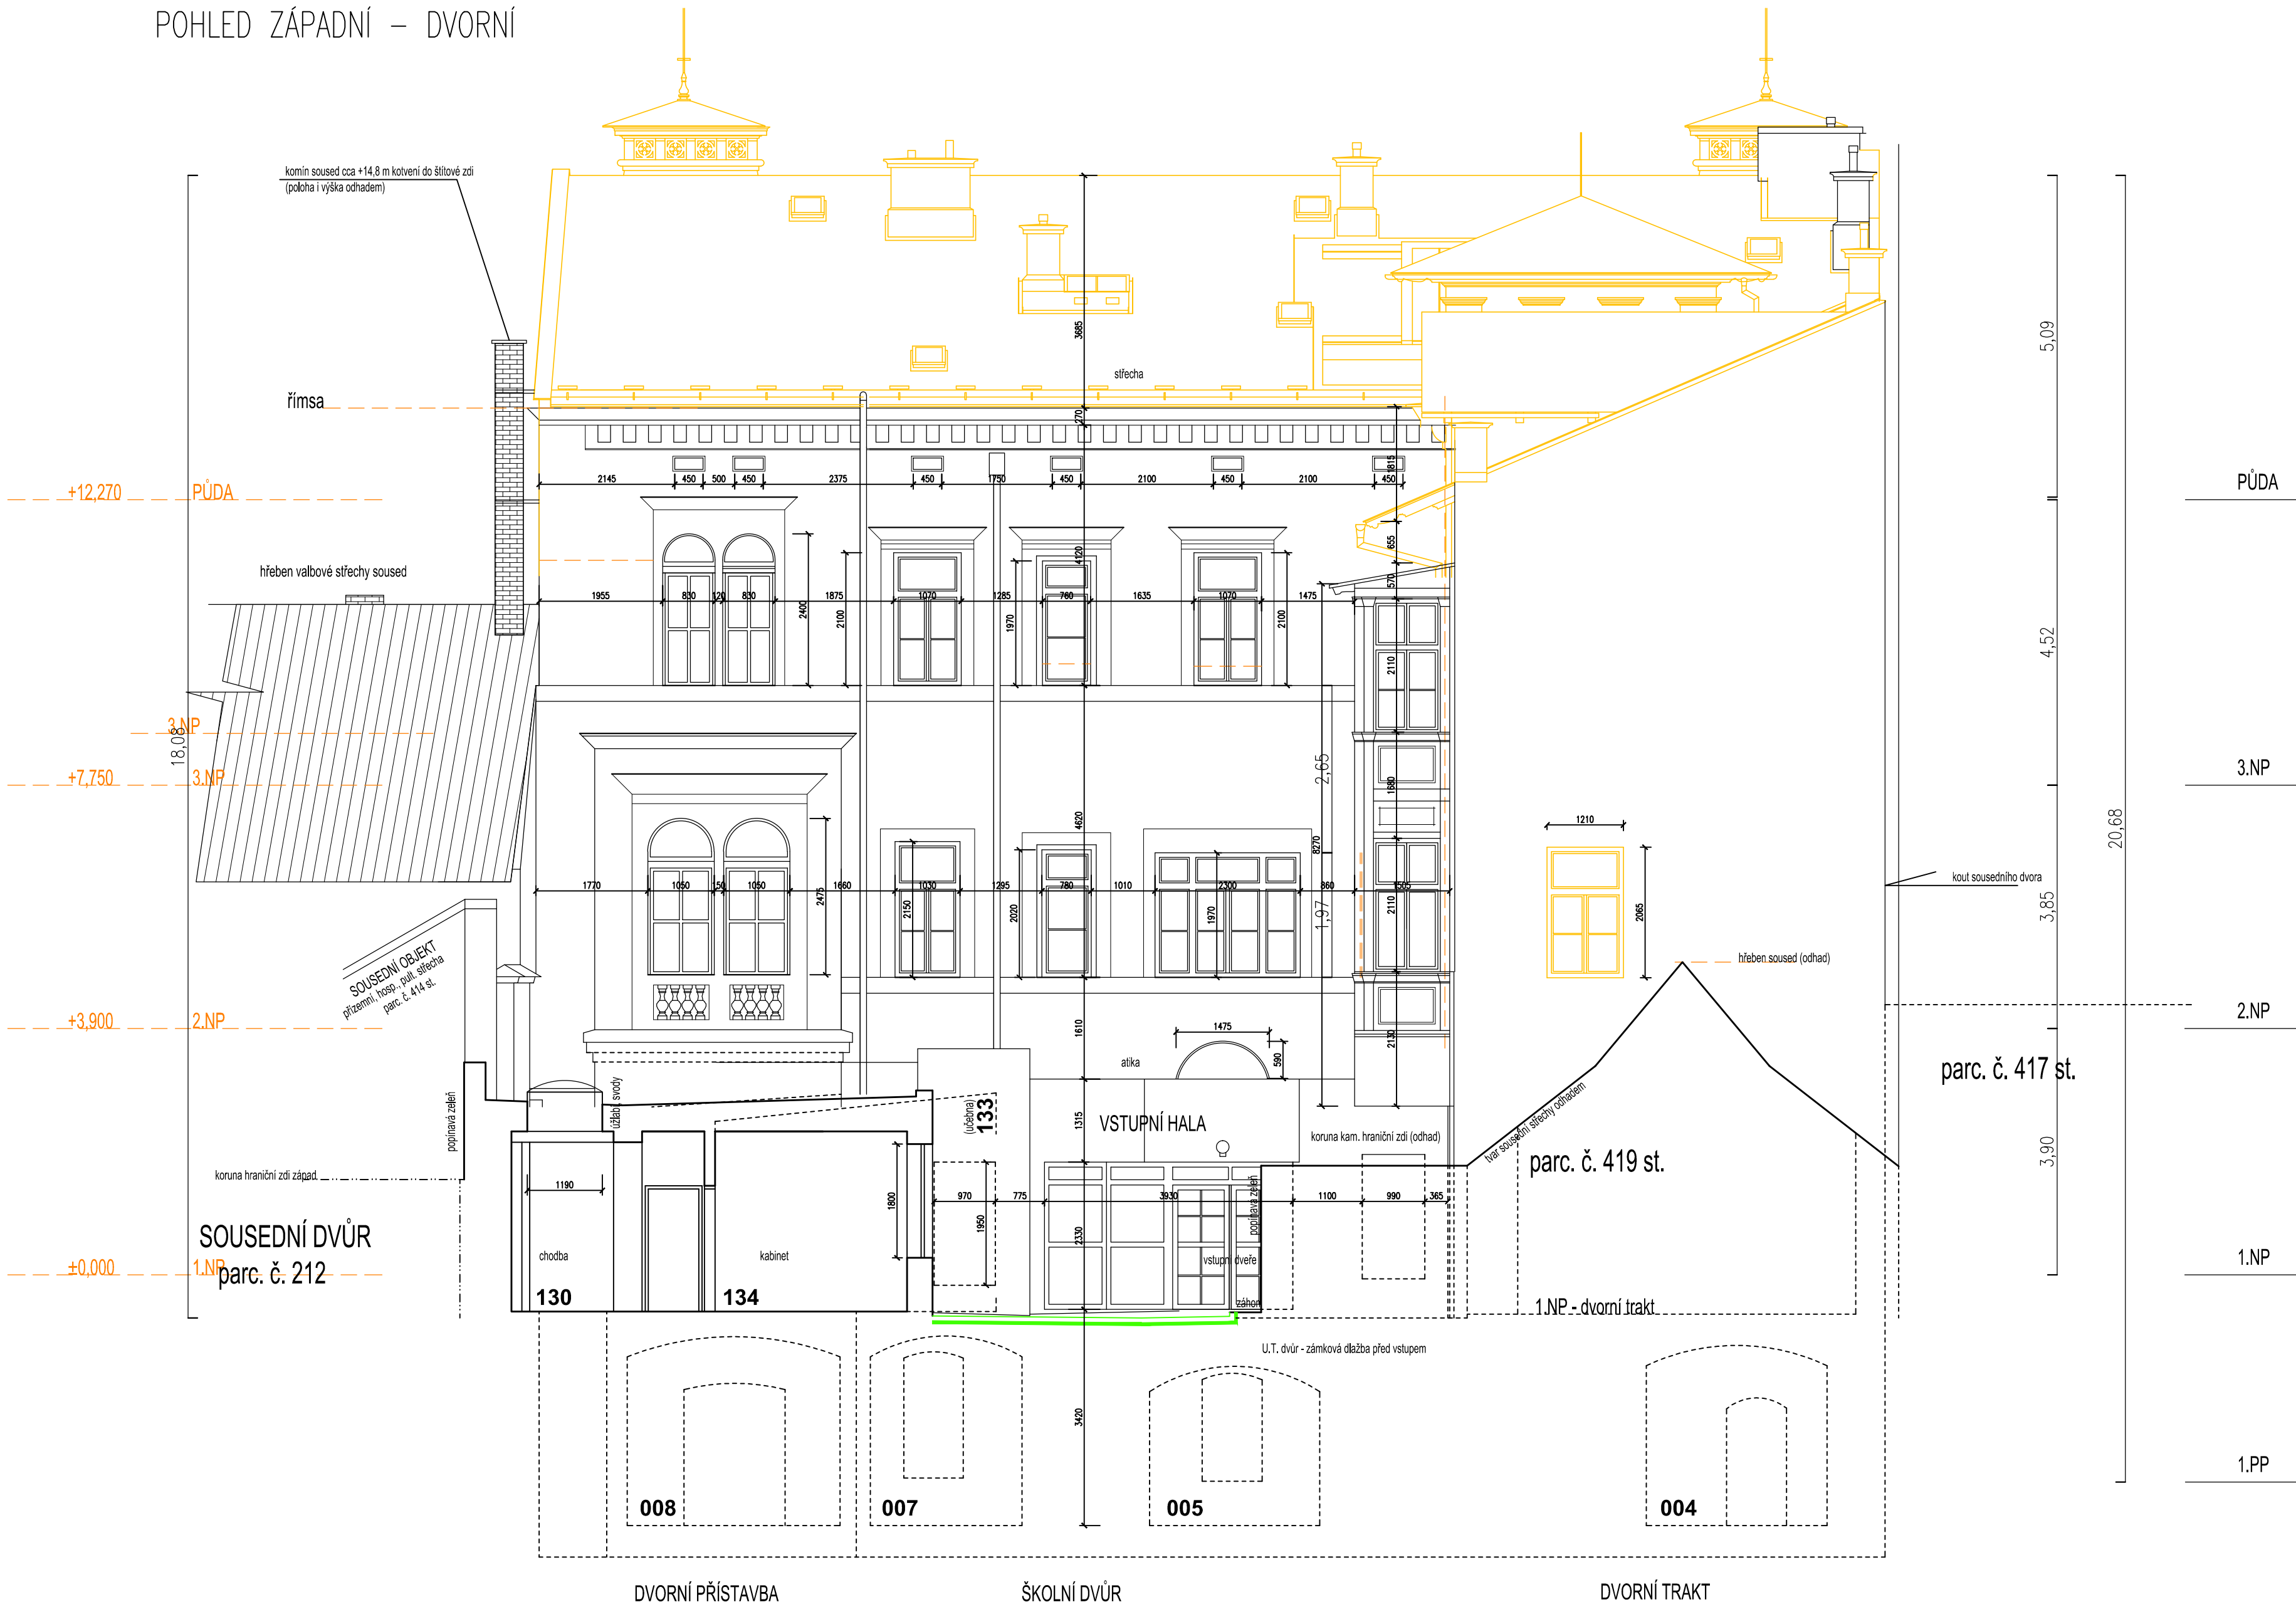 POHLED ZÁPADNÍ – DVORNÍ
komín soused cca +14,8 m kotvení do štítové zdi
(poloha i výška odhadem)
římsa
střecha
3685
270
5,09
+12,270
PŮDA
PŮDA
2145
450
500
450
2375
450
1750
450
2100
450
2100
450
1815
hřeben valbové střechy soused
2400
2100
1970
4120
2100
655
570
1955
830
120
830
1875
1070
1285
760
1635
1070
1475
2110
4,52
3.NP
18,08
+7,750
3.NP
3.NP
2,65
1680
4620
8270
20,68
1210
2065
1770
1050
150
1050
1660
1030
1295
780
1010
2300
860
1505
2475
2150
2020
1970
1,97
2110
kout sousedního dvora
3,85
SOUSEDNÍ OBJEKT
přízemní, hosp., pult. střecha
parc. č. 414 st.
hřeben soused (odhad)
+3,900
2.NP
2.NP
1610
1475
590
2130
atika
parc. č. 417 st.
popínavá zeleň
úžlabí, svody
(učebna)
133
1315
VSTUPNÍ HALA
koruna kam. hraniční zdi (odhad)
tvar sousední střechy odhadem
parc. č. 419 st.
3,90
koruna hraniční zdi západ
1190
1800
970
775
3930
1100
990
365
1950
2330
popínavá zeleň
SOUSEDNÍ DVŮR
parc. č. 212
±0,000
1.NP
1.NP
chodba
kabinet
vstupní dveře
130
134
záhon
1.NP - dvorní trakt
U.T. dvůr - zámková dlažba před vstupem
3420
1.PP
008
007
005
004
DVORNÍ PŘÍSTAVBA
ŠKOLNÍ DVŮR
DVORNÍ TRAKT